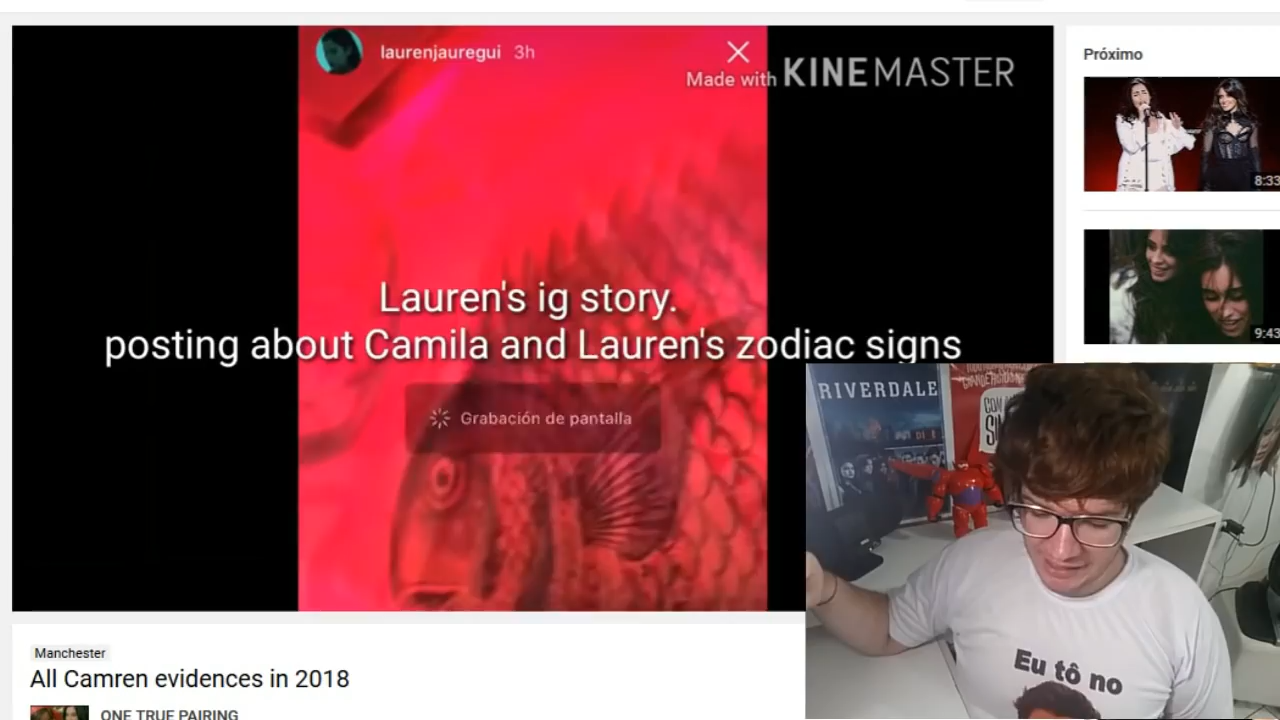 laurenjauregui 3h
Made with KINEMASTER
Lauren's ig story.
posting about Camila and Lauren's zodiac signs
Grabación de pantalla
Manchester
All Camren evidences in 2018
ONE TRUE PAIRING
Próximo
8:33
9:43
RIVERDALE
Eu tô no